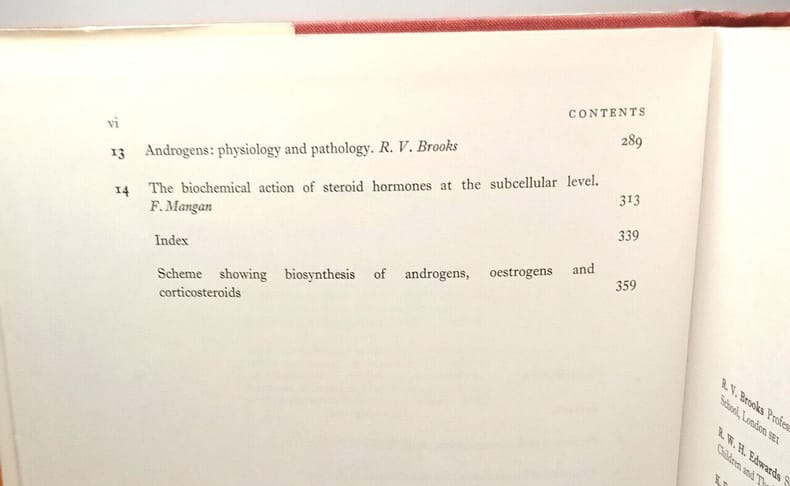 vi
CONTENTS
13 Androgens: physiology and pathology. R. V. Brooks 289
14 The biochemical action of steroid hormones at the subcellular level.
F. Mangan 313
Index 339
Scheme showing biosynthesis of androgens, oestrogens and
corticosteroids 359
R. V. Brooks
School, London SE1
R. W. H. Edwards
Children and